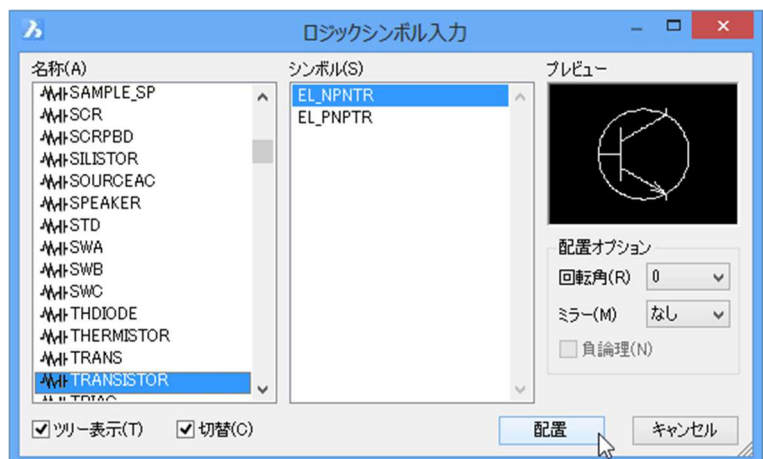 ロジックシンボル入力
名称(A)
SAMPLE_SP
SCR
SCRPBD
SILISTOR
SOURCEAC
SPEAKER
STD
SWA
SWB
SWC
THDIODE
THERMISTOR
TRANS
TRANSISTOR
TRIAC
シンボル(S)
EL_NPNTR
EL_PNPTR
プレビュー
配置オプション
回転角(R) 0
ミラー(M) なし
負論理(N)
ツリー表示(T) 切替(C)
配置 キャンセル